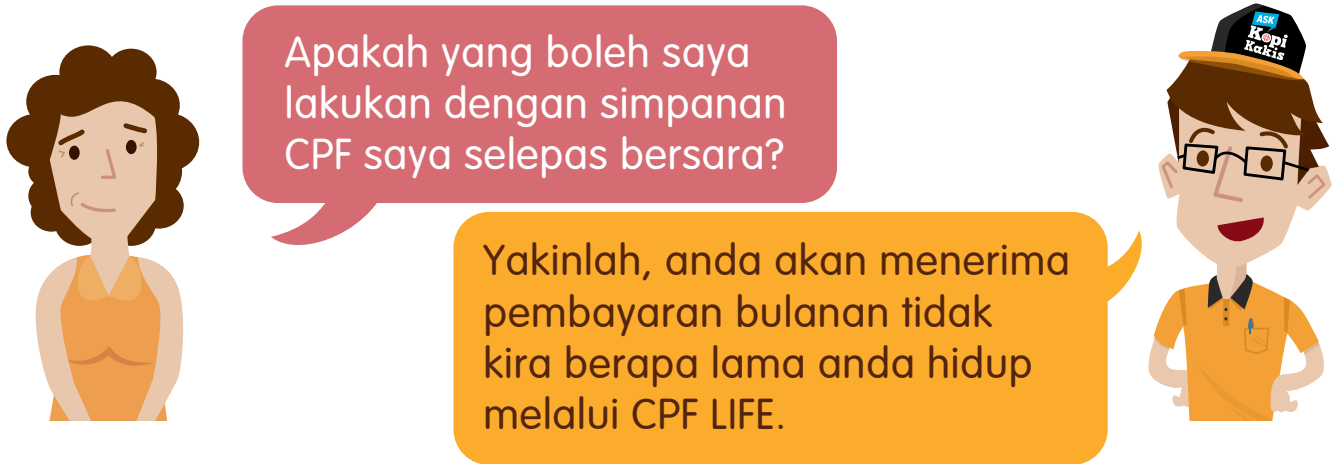 Apakah yang boleh saya
lakukan dengan simpanan
CPF saya selepas bersara?
ASK
Kopi
Kakis
Yakinlah, anda akan menerima
pembayaran bulanan tidak
kira berapa lama anda hidup
melalui CPF LIFE.